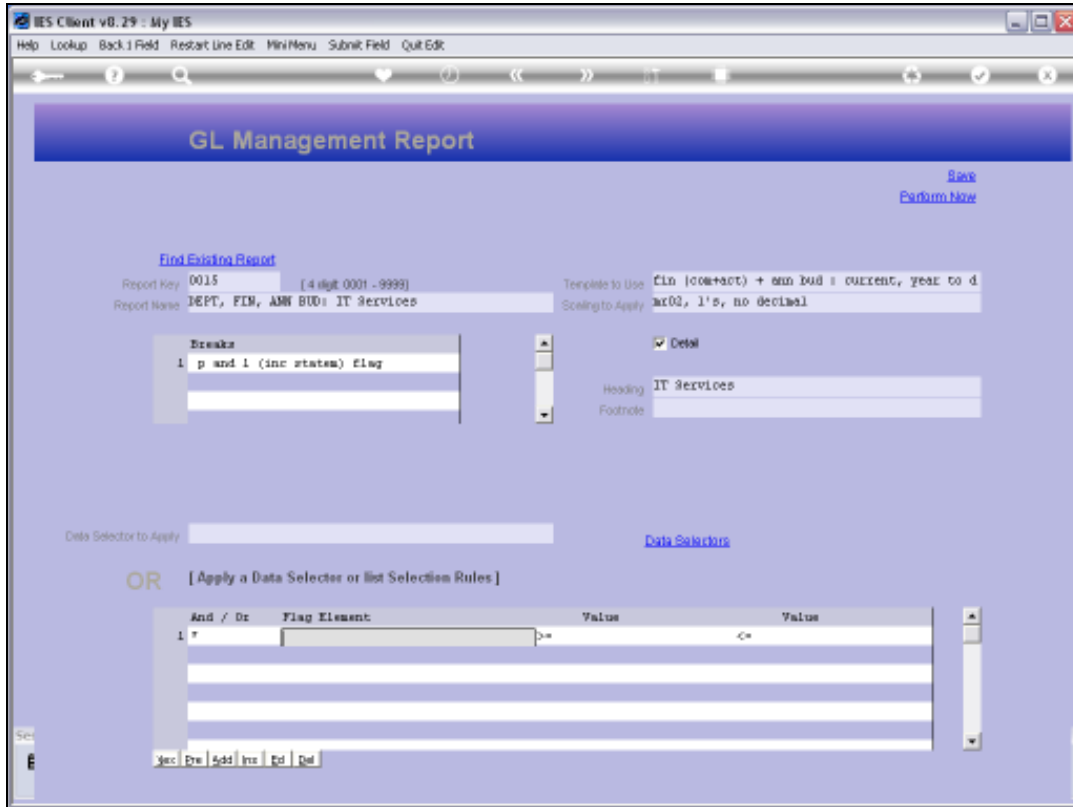 IES Client v8.29 : My IES
Help Lookup Back 1 Field Restart Line Edit MiniMenu Submit Field Quit Edit
GL Management Report
Save
Perform Now
Find Existing Report
Report Key 0015 [ 4 digit: 0001 - 9999] Template to Use fin (com+act) + ann bud : current, year to d
Report Name DEPT, FIN, ANN BUD: IT Services Scaling to Apply mr02, 1's, no decimal
Breaks Detail
1 p and l (inc statem) flag
Heading IT Services
Footnote
Data Selector to Apply Data Selectors
OR [ Apply a Data Selector or list Selection Rules ]
And / Or Flag Element Value Value
1 >= <=
Nex Pre Add Ins Ed Del